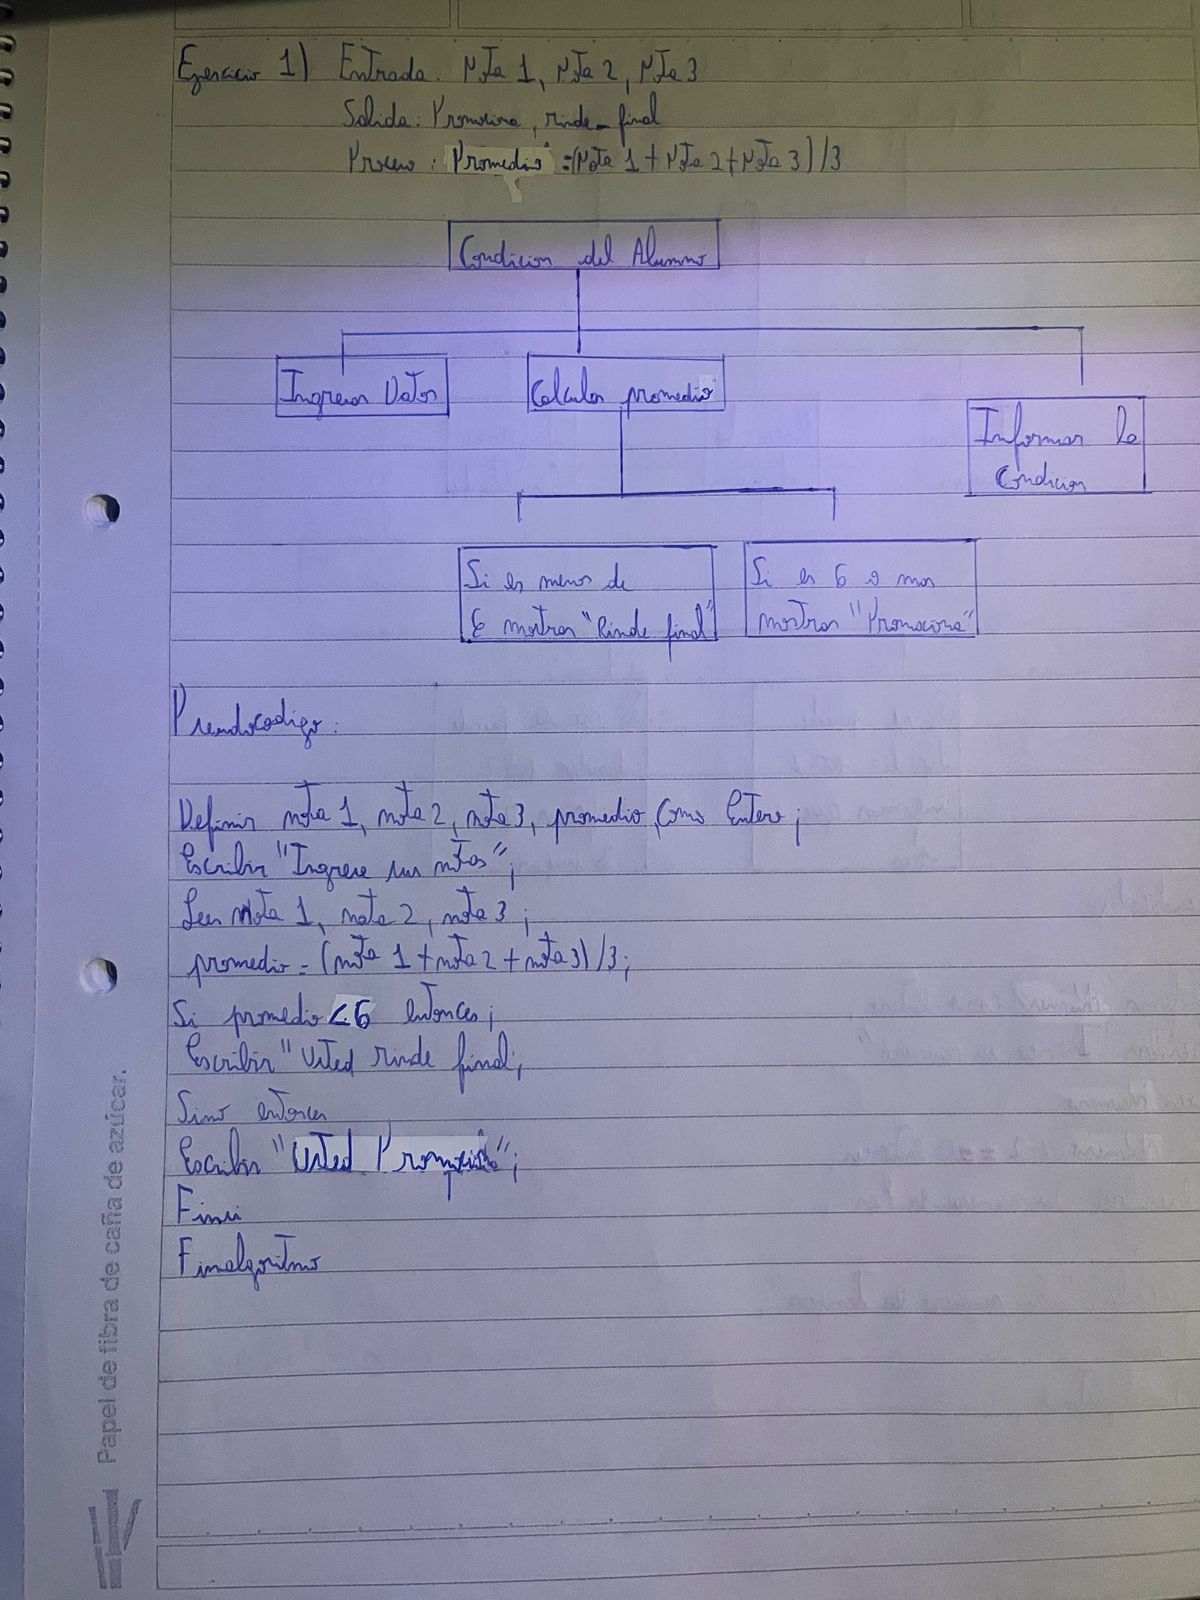 Ejercicio 1) Entrada: Nota 1, Nota 2, Nota 3
Salida: Promociona, rinde_final
Proceso: Promedio =(Nota 1 + Nota 2 + Nota 3)/3
Condicion del Alumno
Ingresar Datos
Calcular promedio
Informar la
Condicion
Si es menos de
6 mostrar "Rinde final"
Si es 6 o mas
mostrar "Promociona"
Pseudocodigo:
Definir nota 1, nota 2, nota 3, promedio, Como Entero;
Escribir "Ingrese sus notas";
Leer nota 1, nota 2, nota 3;
promedio = (nota 1 + nota 2 + nota 3)/3;
Si promedio <6 entonces;
Escribir "Usted rinde final;
Sino entonces
Escribir "Usted Promociona";
Finsi
Finalgoritmo
Papel de fibra de caña de azúcar.